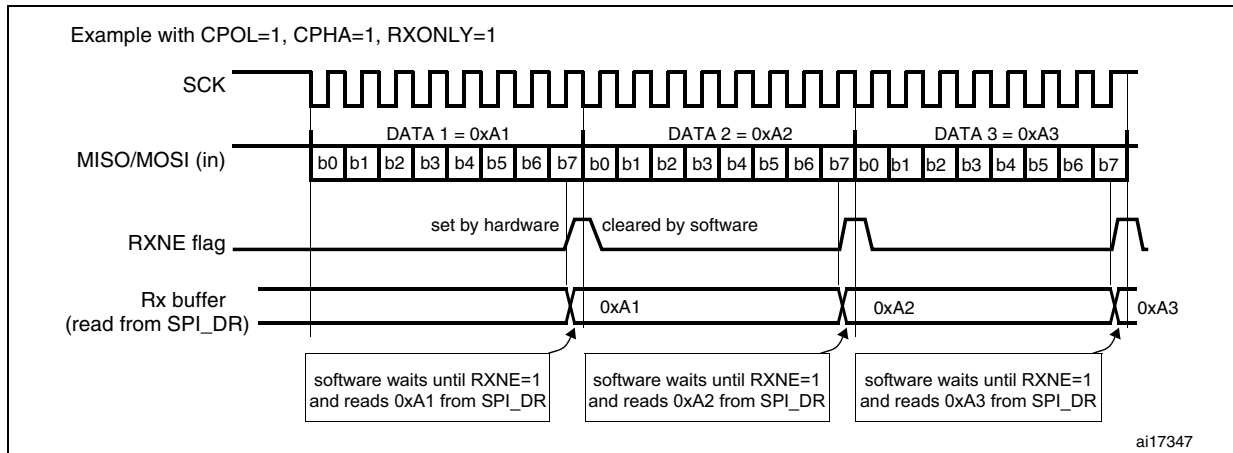 Example with CPOL=1, CPHA=1, RXONLY=1
SCK
DATA 1 = 0xA1 DATA 2 = 0xA2 DATA 3 = 0xA3
MISO/MOSI (in) b0 b1 b2 b3 b4 b5 b6 b7 b0 b1 b2 b3 b4 b5 b6 b7 b0 b1 b2 b3 b4 b5 b6 b7
set by hardware cleared by software
RXNE flag
Rx buffer
(read from SPI_DR)
0xA1 0xA2 0xA3
software waits until RXNE=1
and reads 0xA1 from SPI_DR
software waits until RXNE=1
and reads 0xA2 from SPI_DR
software waits until RXNE=1
and reads 0xA3 from SPI_DR
ai17347